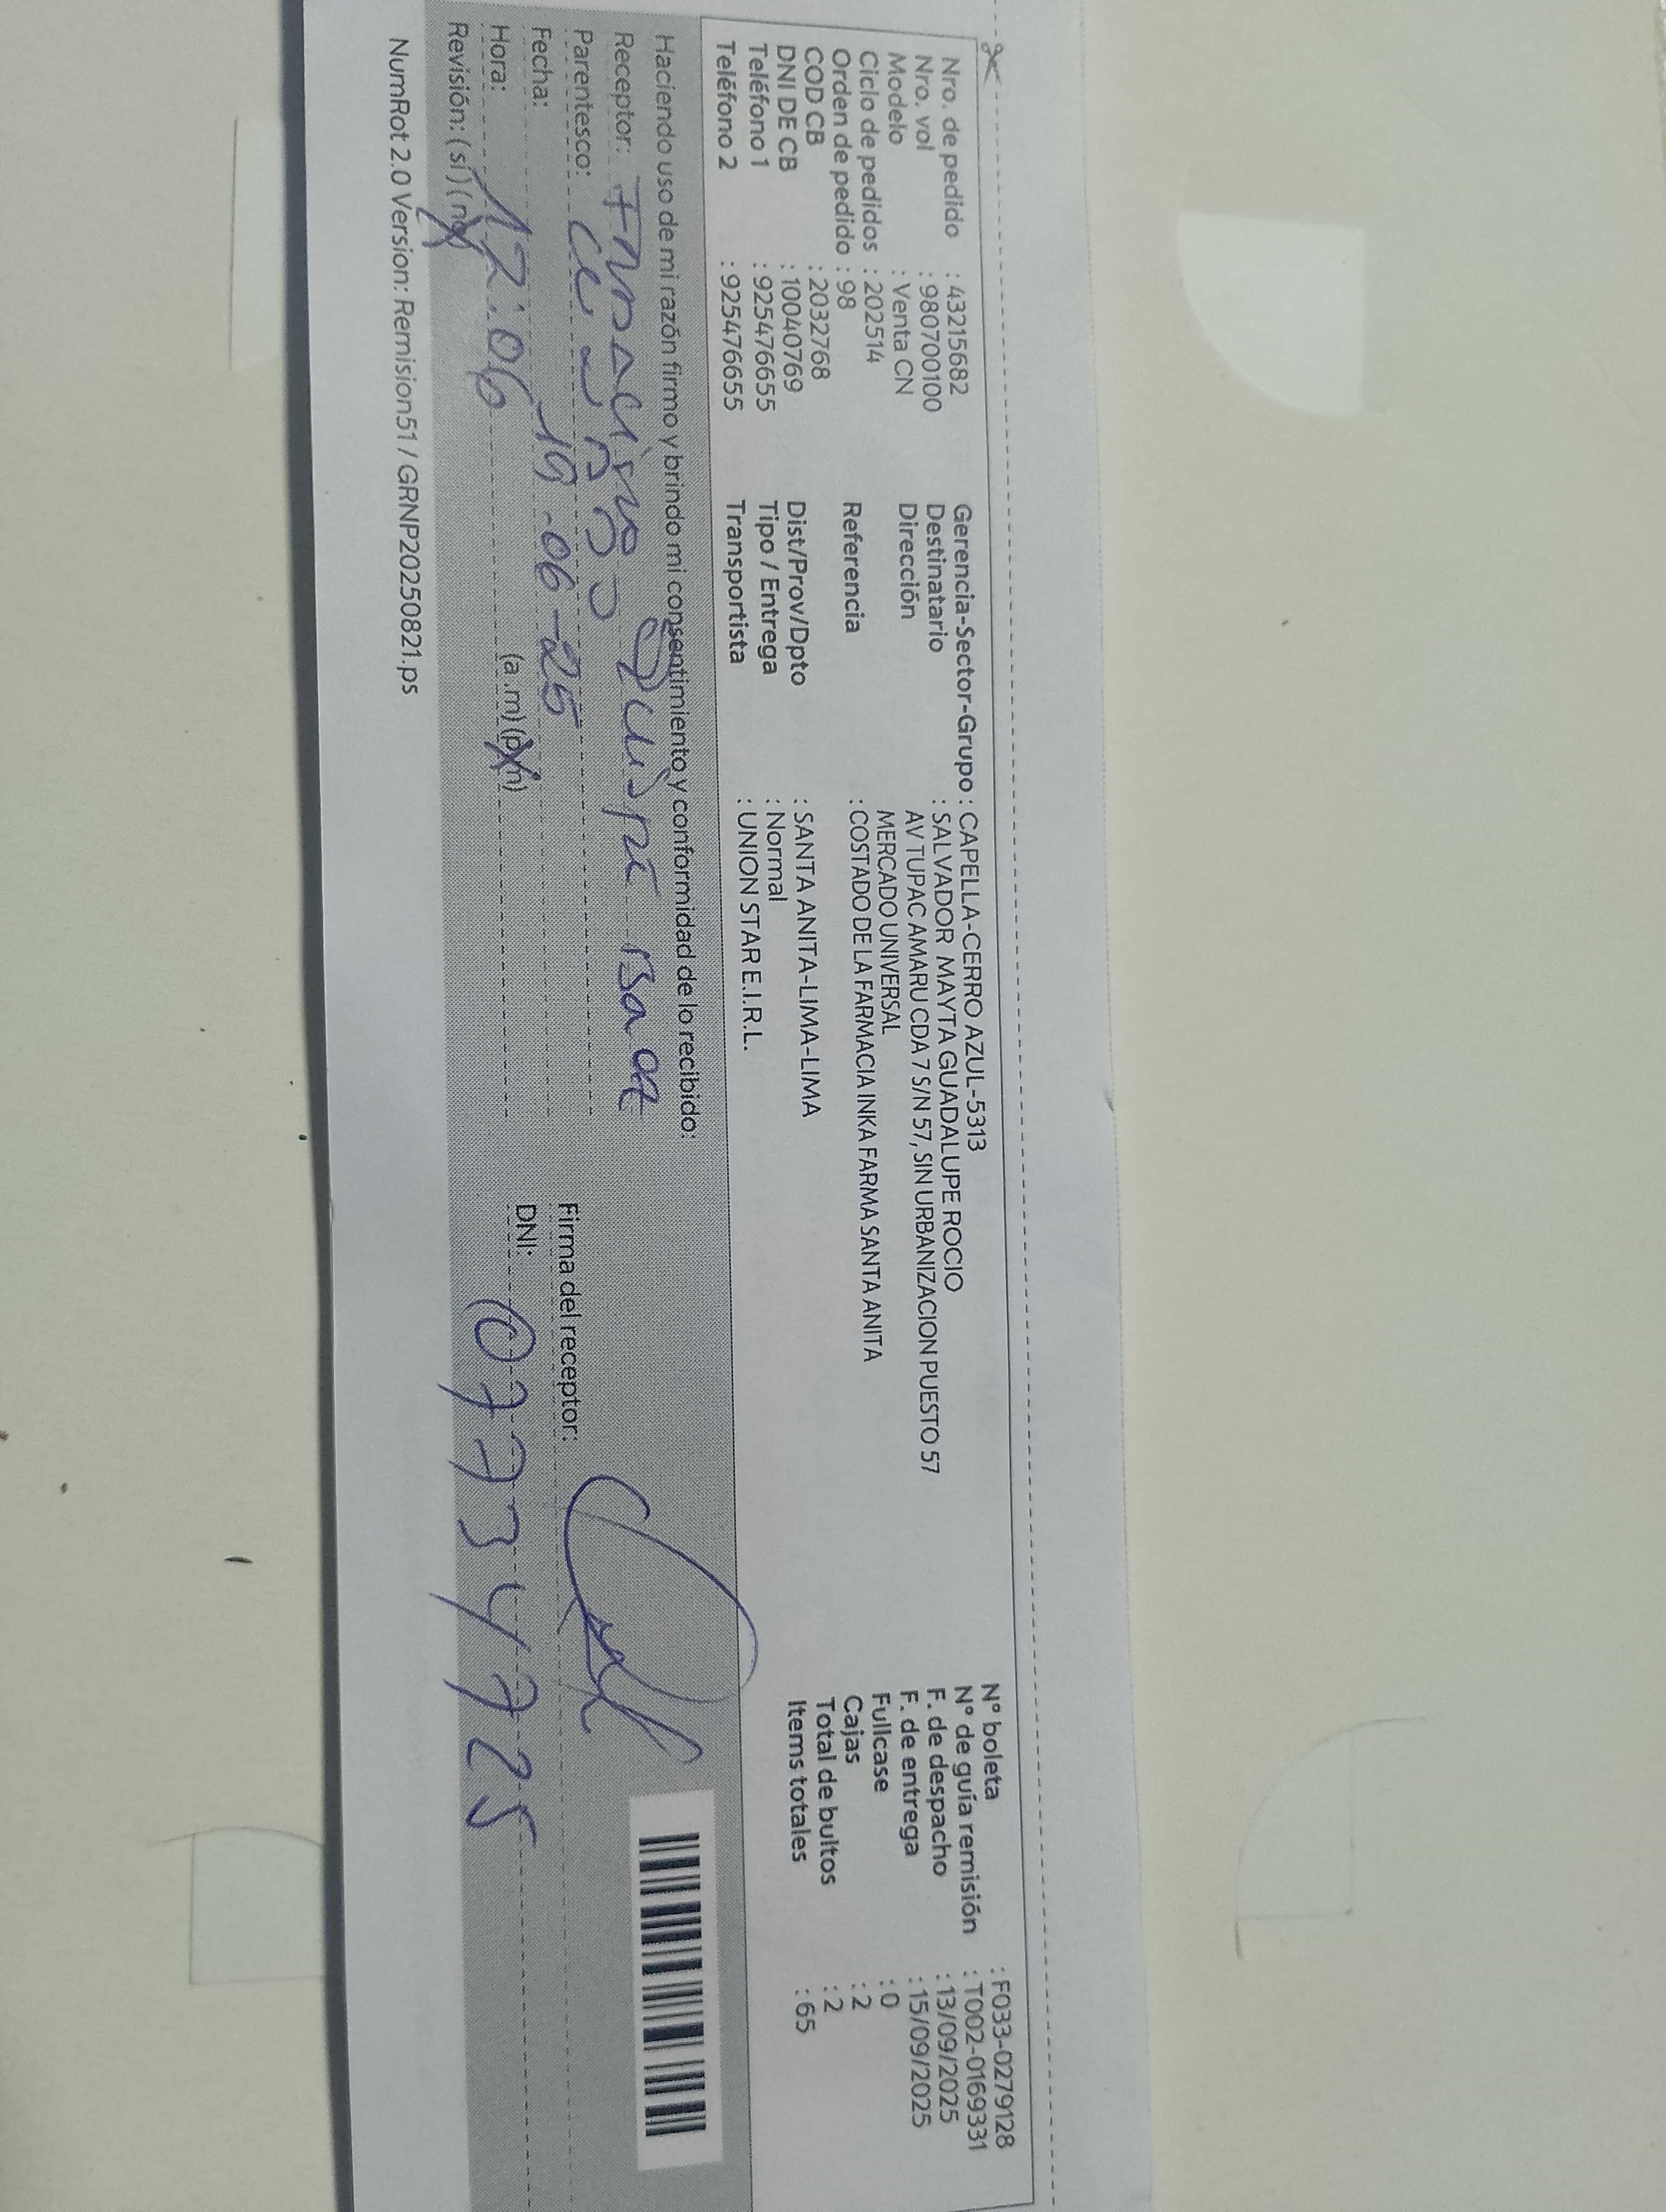 Nro. de pedido : 43215682
Nro. vol : 980700100
Modelo : Venta CN
Ciclo de pedidos : 202514
Orden de pedido : 98
COD CB : 2032768
DNI DE CB : 10040769
Teléfono 1 : 925476655
Teléfono 2 : 925476655
Gerencia-Sector-Grupo : CAPELLA-CERRO AZUL-5313
Destinatario : SALVADOR MAYTA GUADALUPE ROCIO
Dirección AV TUPAC AMARU CDA 7 S/N 57, SIN URBANIZACION PUESTO 57
MERCADO UNIVERSAL
Referencia : COSTADO DE LA FARMACIA INKA FARMA SANTA ANITA
Dist/Prov/Dpto : SANTA ANITA-LIMA-LIMA
Tipo / Entrega : Normal
Transportista : UNION STAR E.I.R.L.
N° boleta : F033-0279128
N° de guía remisión : T002-0169331
F. de despacho : 13/09/2025
F. de entrega : 15/09/2025
Fullcase : 0
Cajas : 2
Total de bultos : 2
Items totales : 65
Haciendo uso de mi razón firmo y brindo mi consentimiento y conformidad de lo recibido:
Receptor:
Parentesco:
Fecha: 19-06-25
Hora: 12:06 (a.m) (p.m)
Revisión: (si) (no)
Firma del receptor:
DNI: 07734725
NumRot 2.0 Version: Remision51 / GRNP20250821.ps